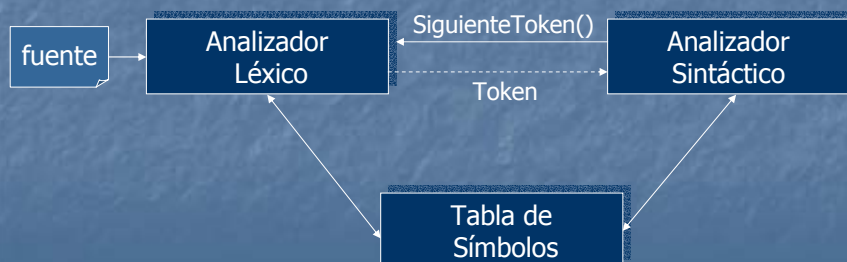 fuente
Analizador
Léxico
SiguienteToken()
Token
Analizador
Sintáctico
Tabla de
Símbolos